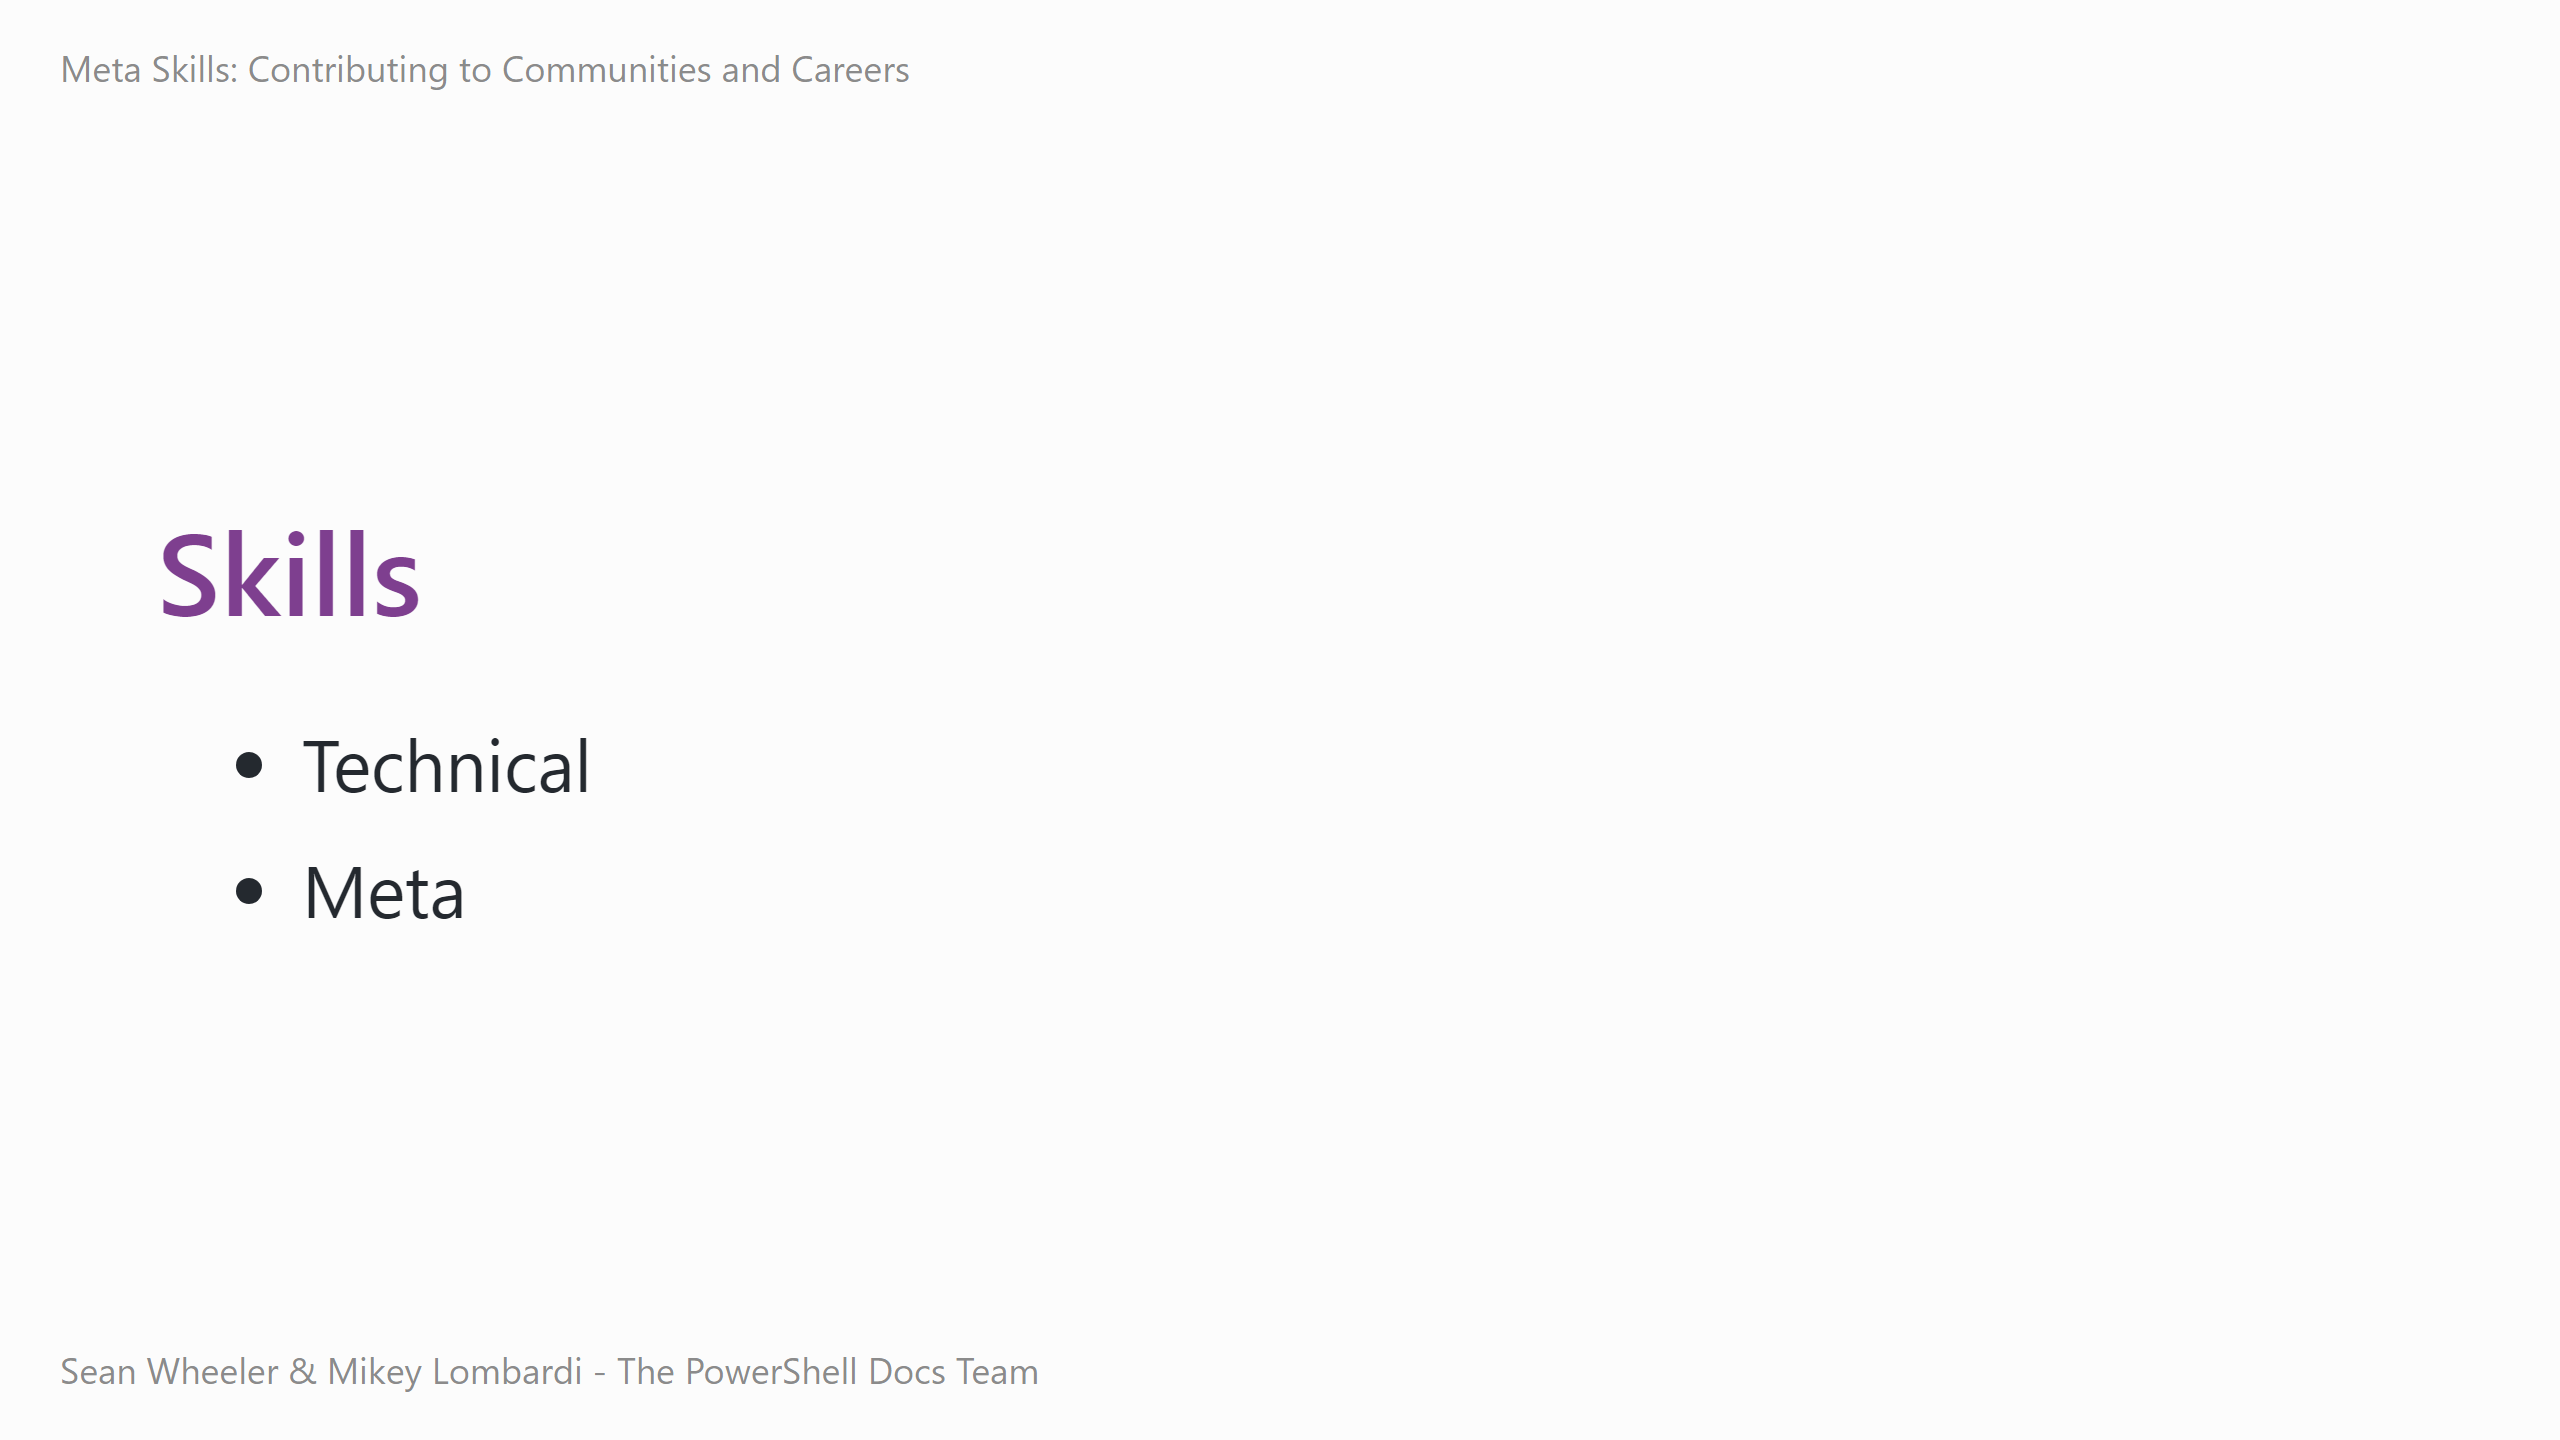 Meta Skills: Contributing to Communities and Careers
Skills
• Technical
• Meta
Sean Wheeler & Mikey Lombardi - The PowerShell Docs Team